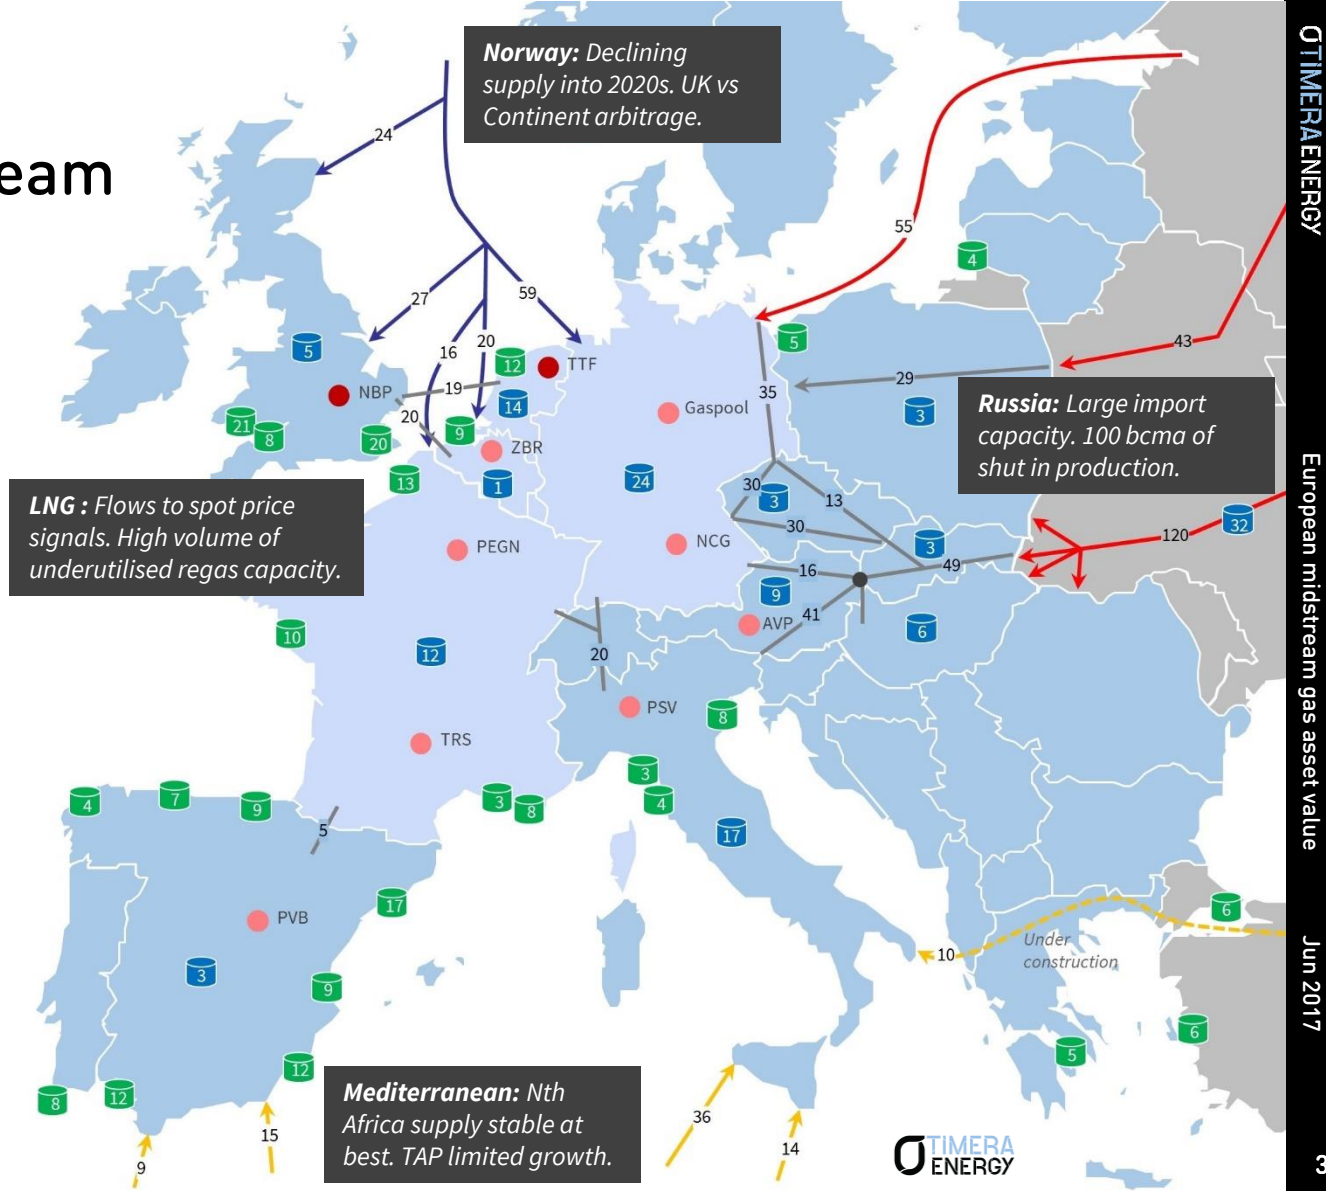 eam
Norway: Declining
supply into 2020s. UK vs
Continent arbitrage.
24
55
27
59
4
16
20
5
12
TTF
5
43
NBP
19
14
35
29
Gaspool
3
Russia: Large import
capacity. 100 bcma of
shut in production.
21
8
20
20
9
ZBR
13
1
24
30
3
13
LNG : Flows to spot price
signals. High volume of
underutilised regas capacity.
PEGN
NCG
30
3
120
32
16
49
9
41
AVP
6
10
12
20
PSV
8
TRS
3
4
4
7
9
3
8
5
17
17
PVB
6
10
Under
construction
3
9
6
5
12
8
12
Mediterranean: Nth
Africa supply stable at
best. TAP limited growth.
9
15
36
14
TIMERA
ENERGY
TIMERA ENERGY
European midstream gas asset value
Jun 2017
3